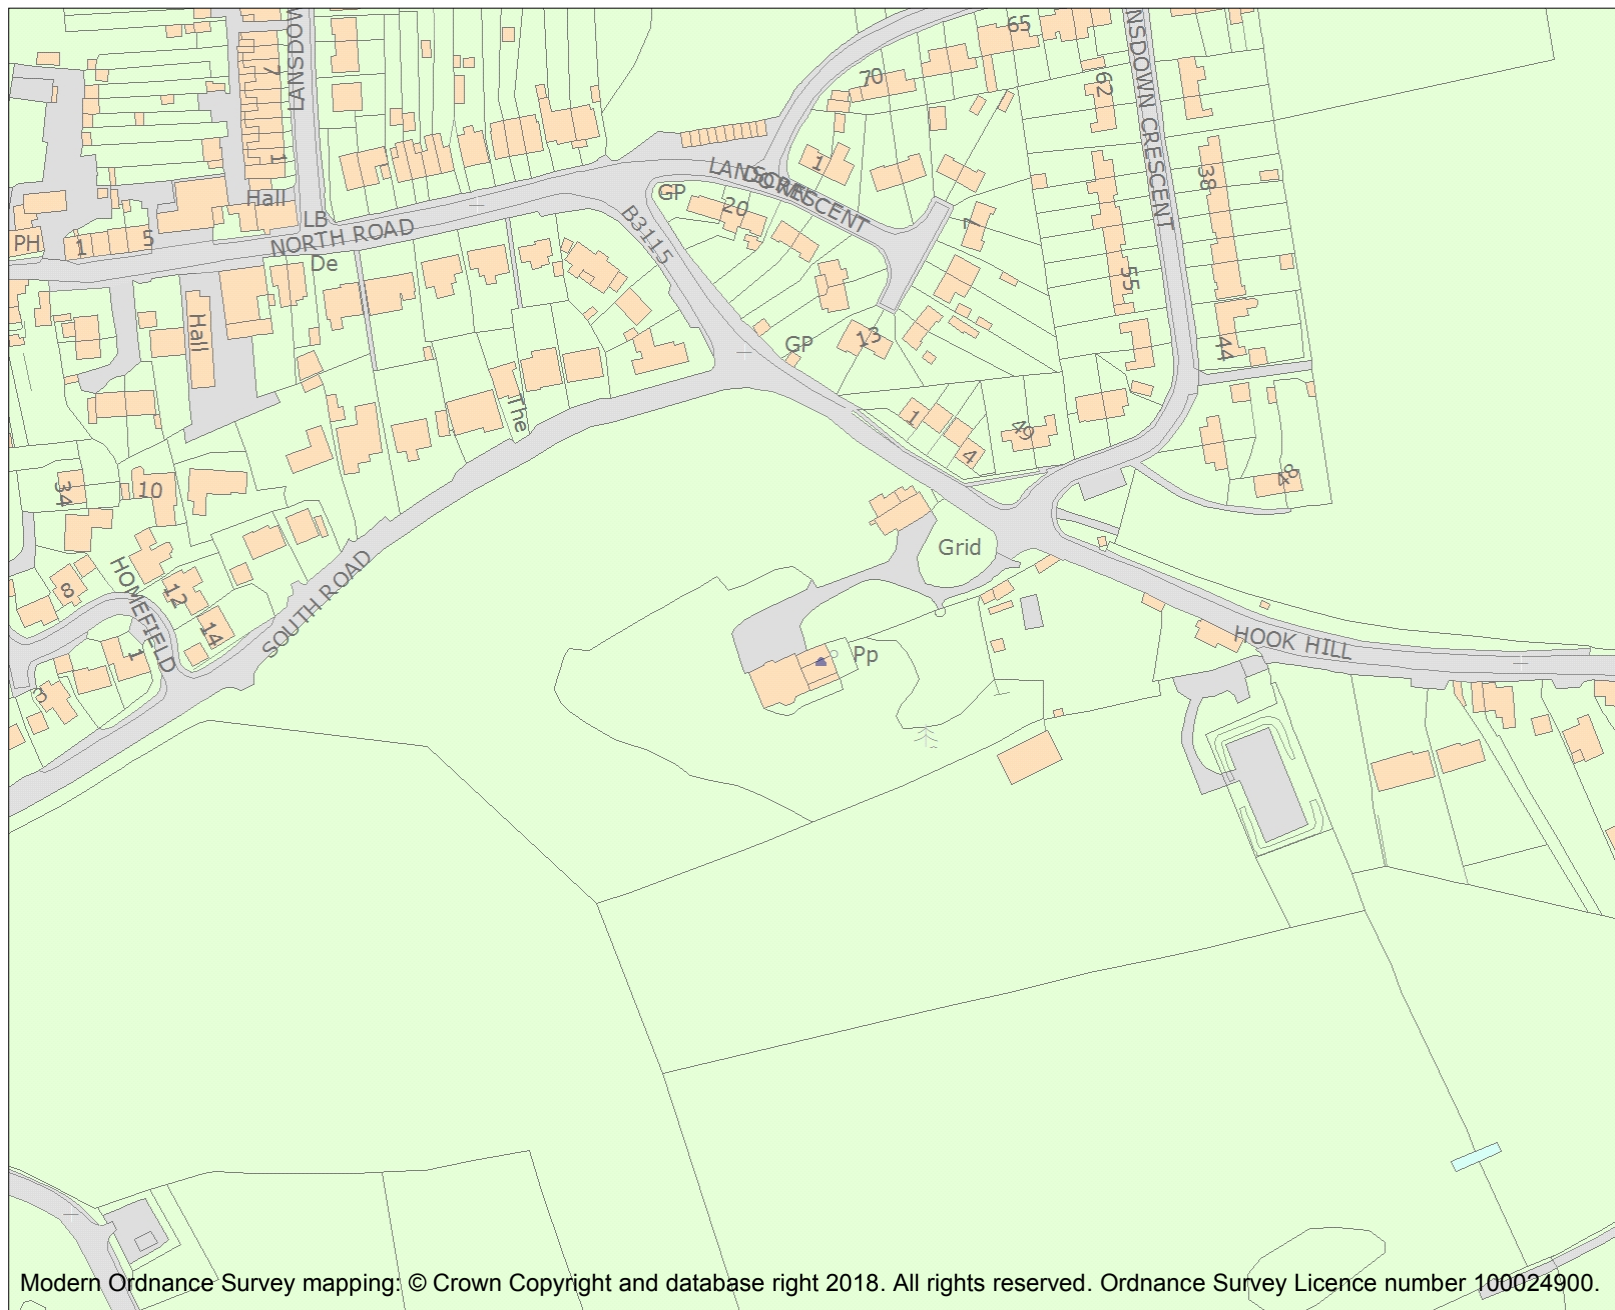 LANSDOW
NSDOWN CRESCENT
65
70
62
7
1
1
38
Hall
LB
NORTH ROAD
De
PH
1
5
LANSDOWN
CRESCENT
GP
20
B3115
7
55
Hall
GP
13
44
The
1
4
49
48
34
10
Grid
HOMEFIELD
8
12
14
1
3
SOUTH ROAD
Pp
HOOK HILL
Modern Ordnance Survey mapping: © Crown Copyright and database right 2018. All rights reserved. Ordnance Survey Licence number 100024900.